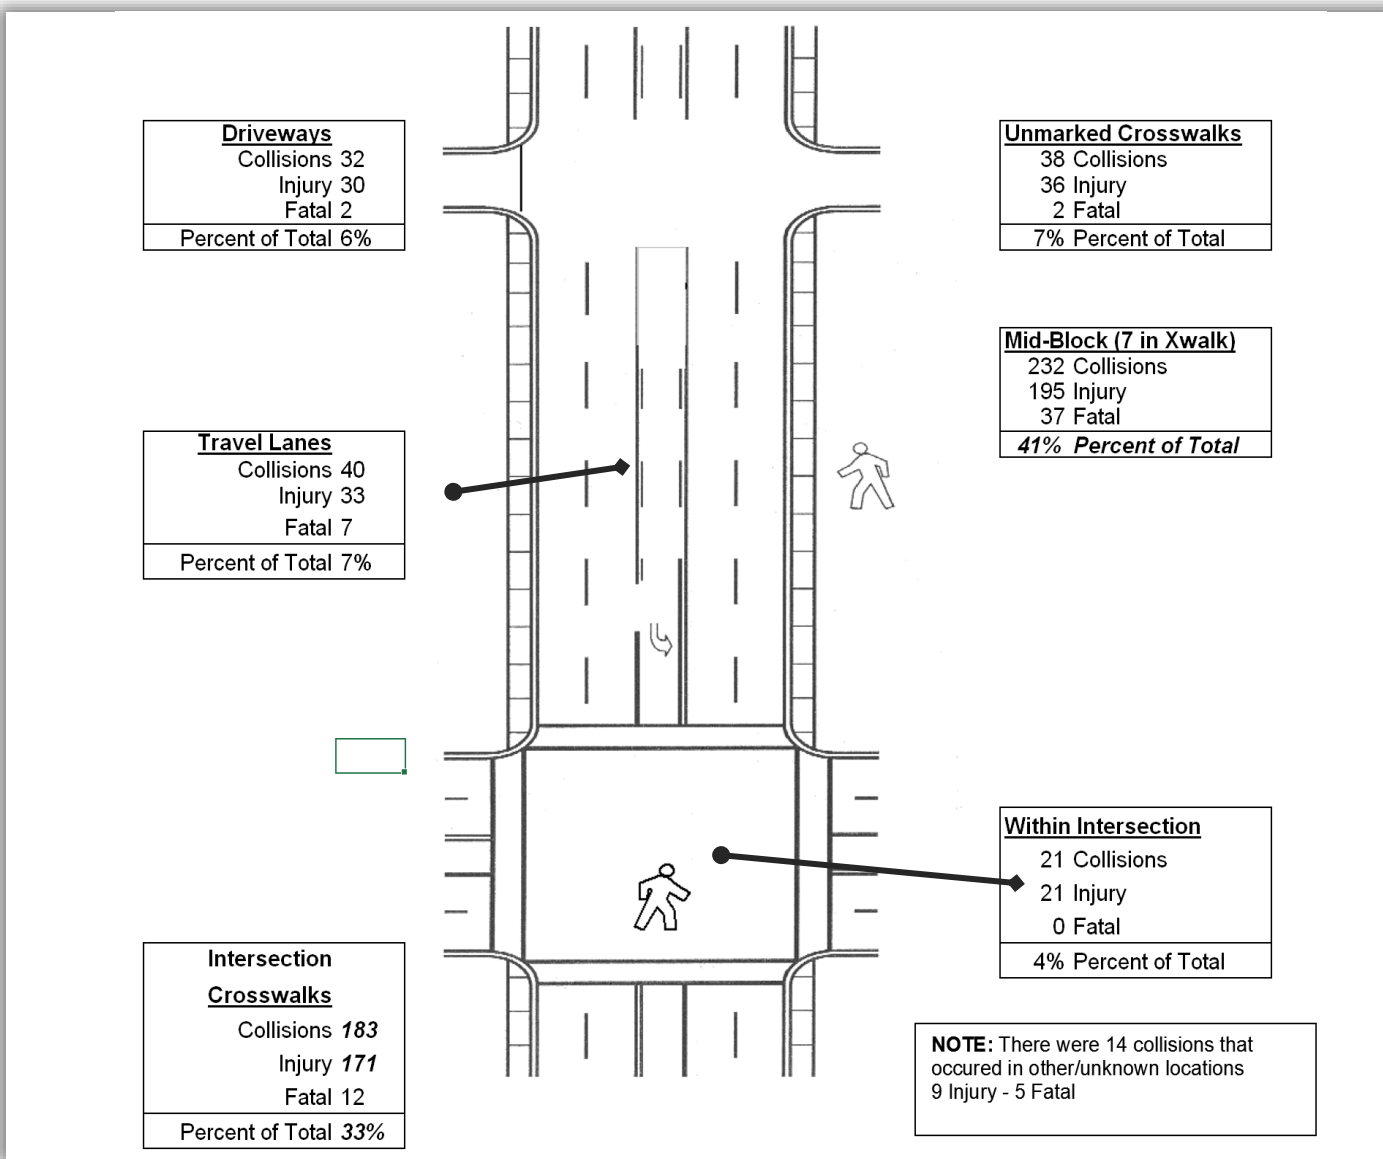 Driveways
Collisions 32
Injury 30
Fatal 2
Percent of Total 6%
Unmarked Crosswalks
38 Collisions
36 Injury
2 Fatal
7% Percent of Total
Mid-Block (7 in Xwalk)
232 Collisions
195 Injury
37 Fatal
41% Percent of Total
Travel Lanes
Collisions 40
Injury 33
Fatal 7
Percent of Total 7%
Within Intersection
21 Collisions
21 Injury
0 Fatal
4% Percent of Total
Intersection
Crosswalks
Collisions 183
Injury 171
Fatal 12
Percent of Total 33%
NOTE: There were 14 collisions that
occured in other/unknown locations
9 Injury - 5 Fatal